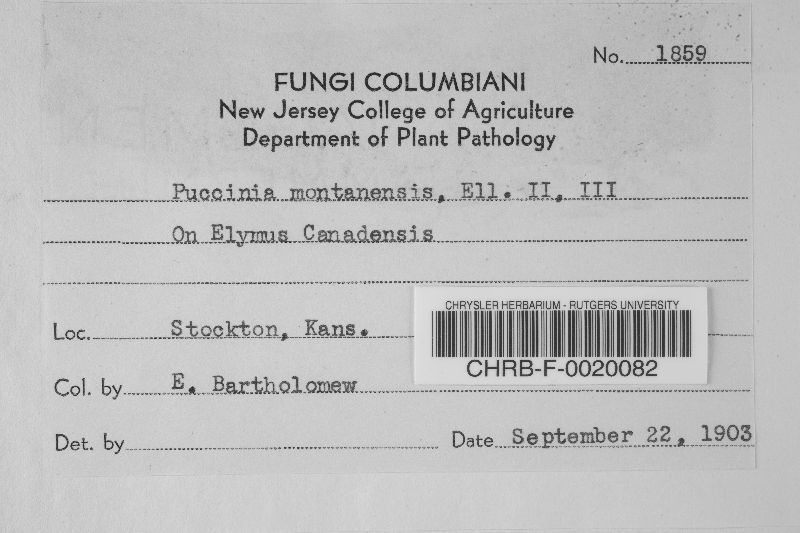 No. 1859
FUNGI COLUMBIANI
New Jersey College of Agriculture
Department of Plant Pathology
Puccinia montanensis, Ell. II, III
On Elymus Canadensis
Loc. Stockton, Kans.
CHRYSLER HERBARIUM - RUTGERS UNIVERSITY
CHRB-F-0020082
Col. by E. Bartholomew
Det. by Date September 22, 1903